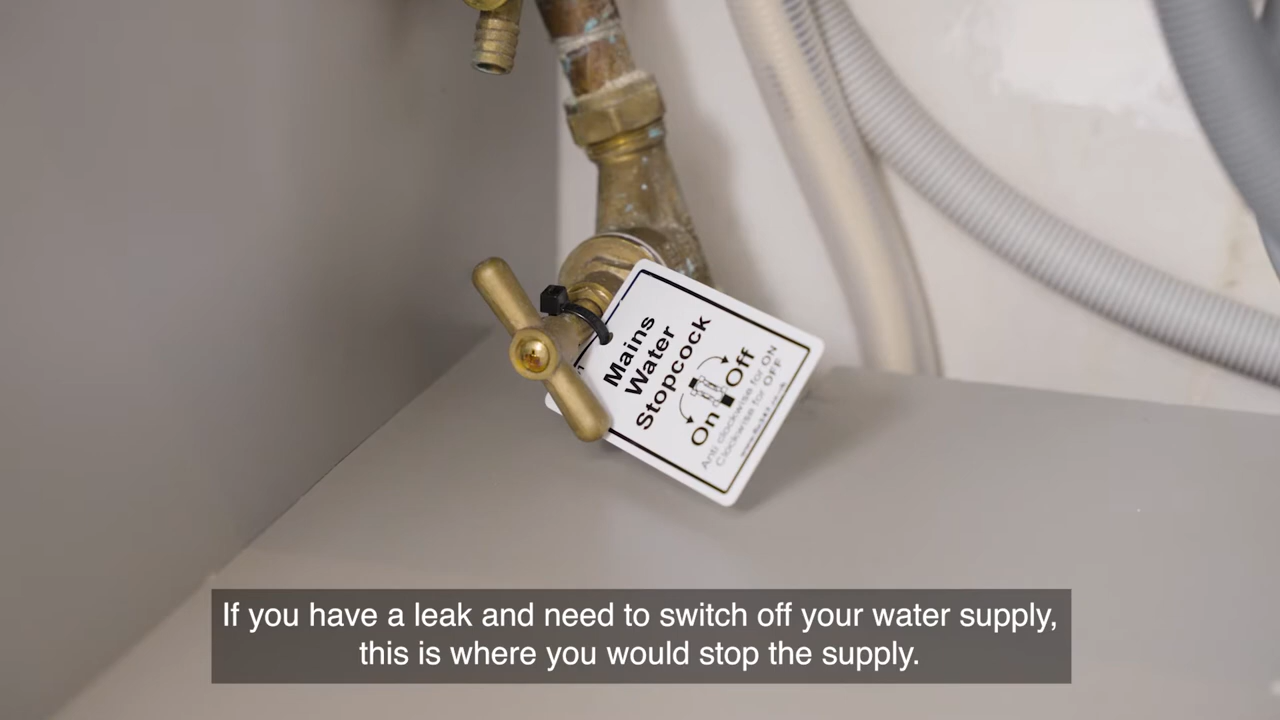 Mains
Water
Stopcock
On Off
Anti clockwise for ON
Clockwise for OFF
If you have a leak and need to switch off your water supply,
this is where you would stop the supply.